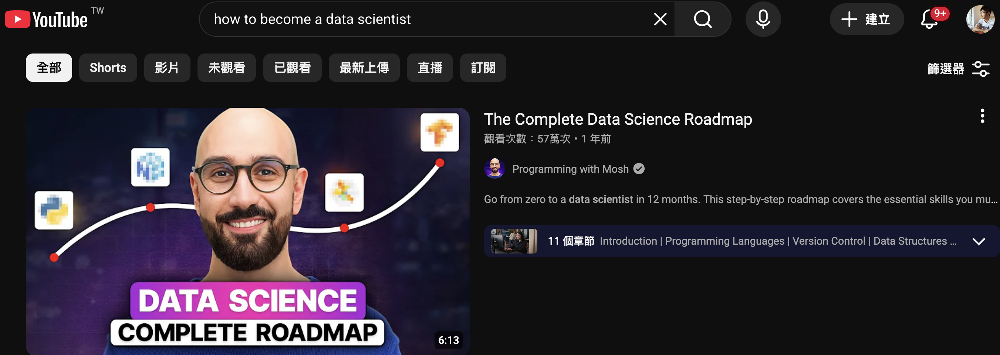 YouTube TW
how to become a data scientist
建立
9+
全部
Shorts
影片
未觀看
已觀看
最新上傳
直播
訂閱
篩選器
DATA SCIENCE
COMPLETE ROADMAP
6:13
The Complete Data Science Roadmap
觀看次數：57萬次・1 年前
Programming with Mosh
Go from zero to a data scientist in 12 months. This step-by-step roadmap covers the essential skills you mu...
11 個章節 Introduction | Programming Languages | Version Control | Data Structures ...